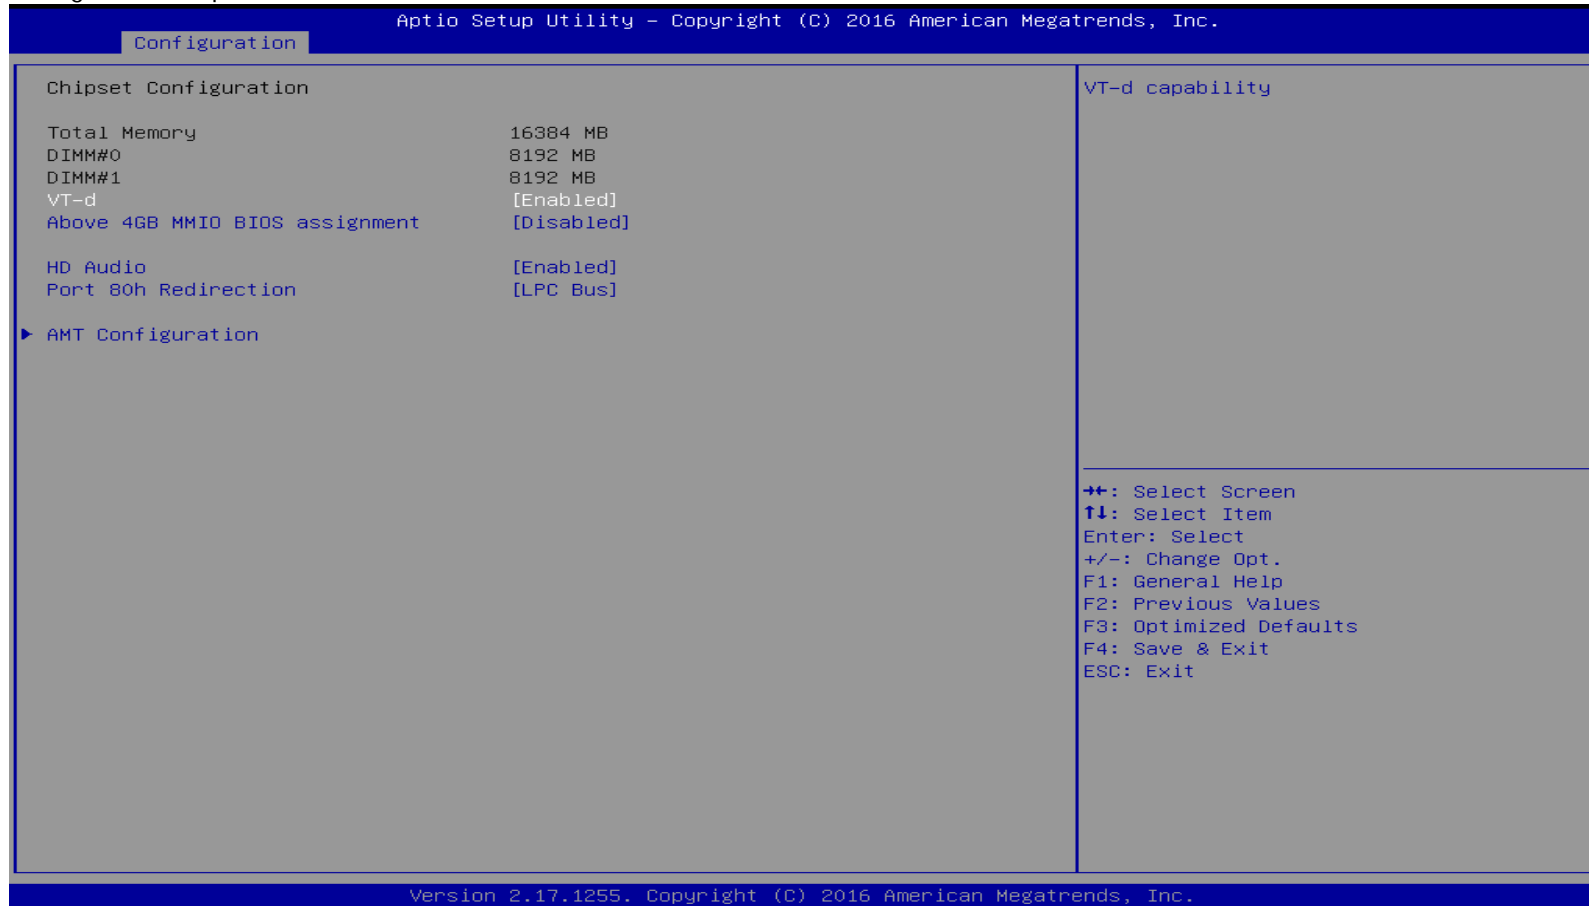 Aptio Setup Utility – Copyright (C) 2016 American Megatrends, Inc.
Configuration
Chipset Configuration
Total Memory 16384 MB
DIMM#0 8192 MB
DIMM#1 8192 MB
VT-d [Enabled]
Above 4GB MMIO BIOS assignment [Disabled]
HD Audio [Enabled]
Port 80h Redirection [LPC Bus]
► AMT Configuration
VT-d capability
→←: Select Screen
↑↓: Select Item
Enter: Select
+/-: Change Opt.
F1: General Help
F2: Previous Values
F3: Optimized Defaults
F4: Save & Exit
ESC: Exit
Version 2.17.1255. Copyright (C) 2016 American Megatrends, Inc.